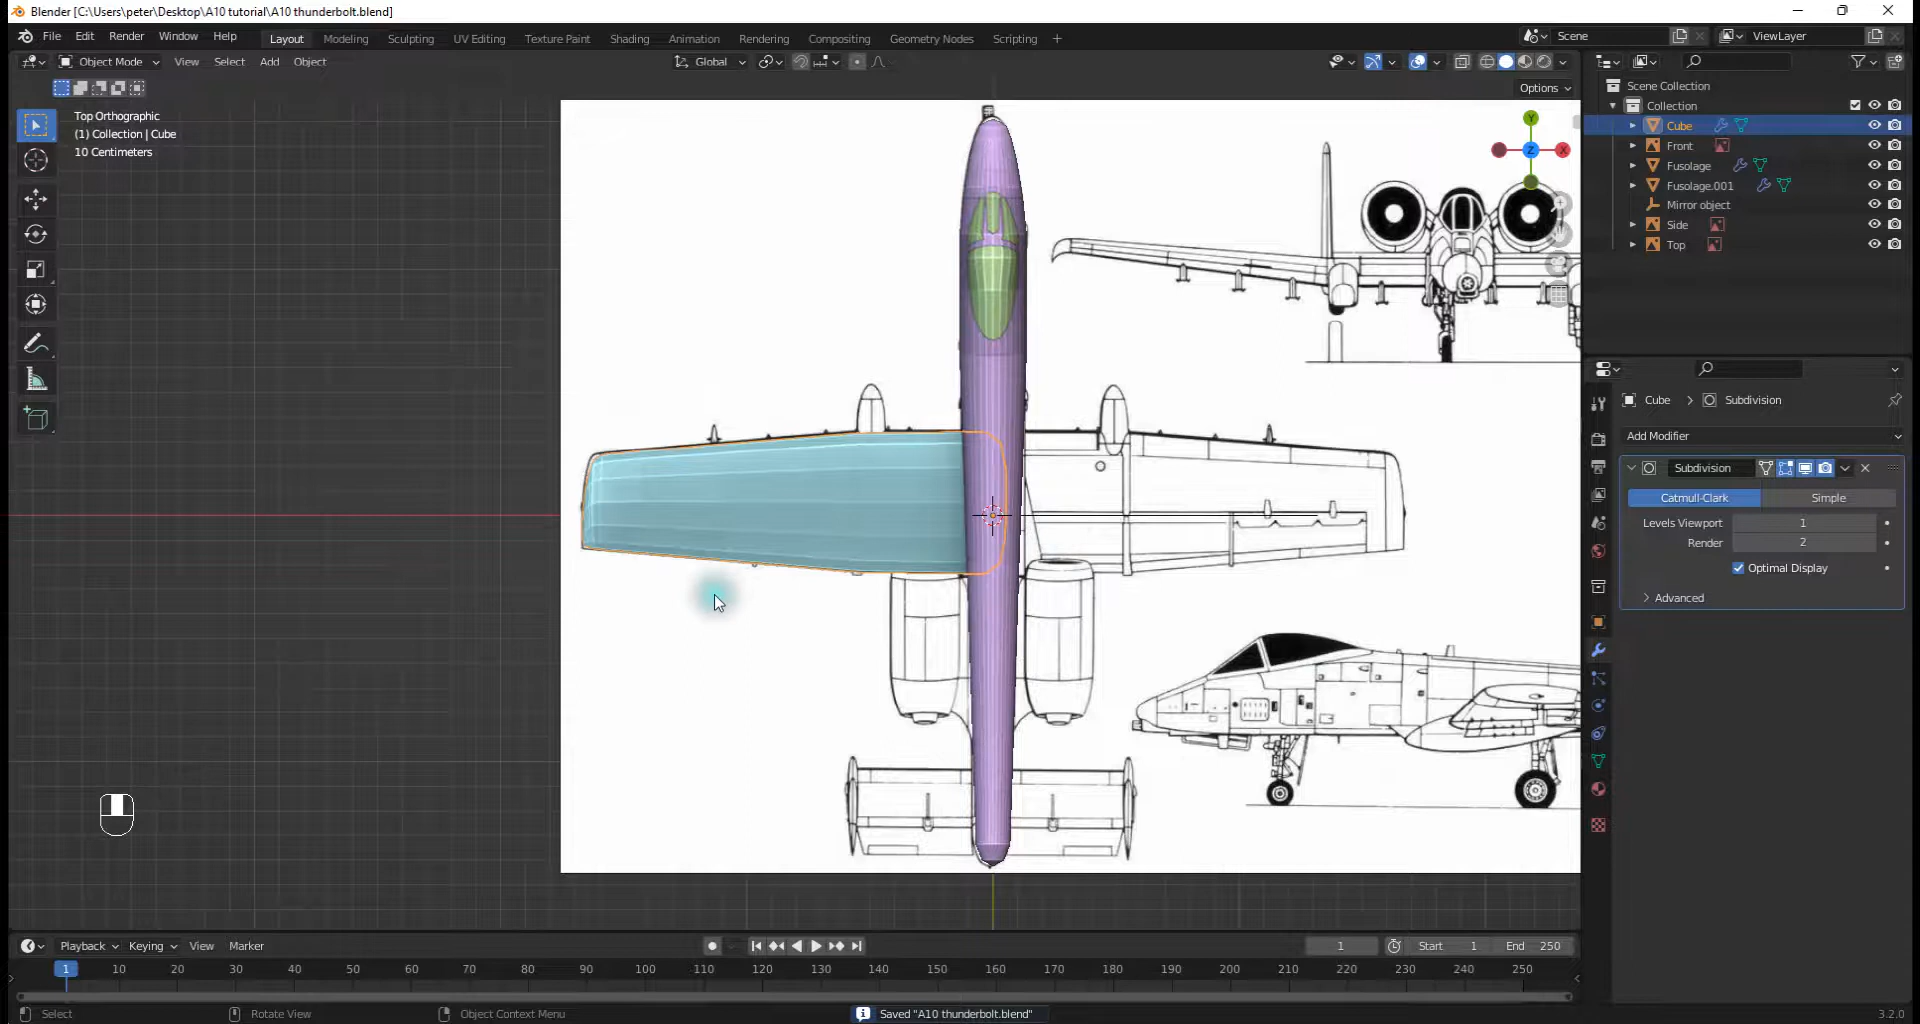 Blender [C:\Users\peter\Desktop\A10 tutorial\A10 thunderbolt.blend]
File Edit Render Window Help
Layout Modeling Sculpting UV Editing Texture Paint Shading Animation Rendering Compositing Geometry Nodes Scripting +
Scene
ViewLayer
Object Mode View Select Add Object
Global
Options
Top Orthographic
(1) Collection | Cube
10 Centimeters
Y
Z
X
Scene Collection
Collection
Cube
Front
Fusolage
Fusolage.001
Mirror object
Side
Top
Cube > Subdivision
Add Modifier
Subdivision
Catmull-Clark Simple
Levels Viewport 1
Render 2
Optimal Display
> Advanced
Playback Keying View Marker
1
Start 1 End 250
1 10 20 30 40 50 60 70 80 90 100 110 120 130 140 150 160 170 180 190 200 210 220 230 240 250
Select Rotate View Object Context Menu
Saved "A10 thunderbolt.blend"
3.2.0